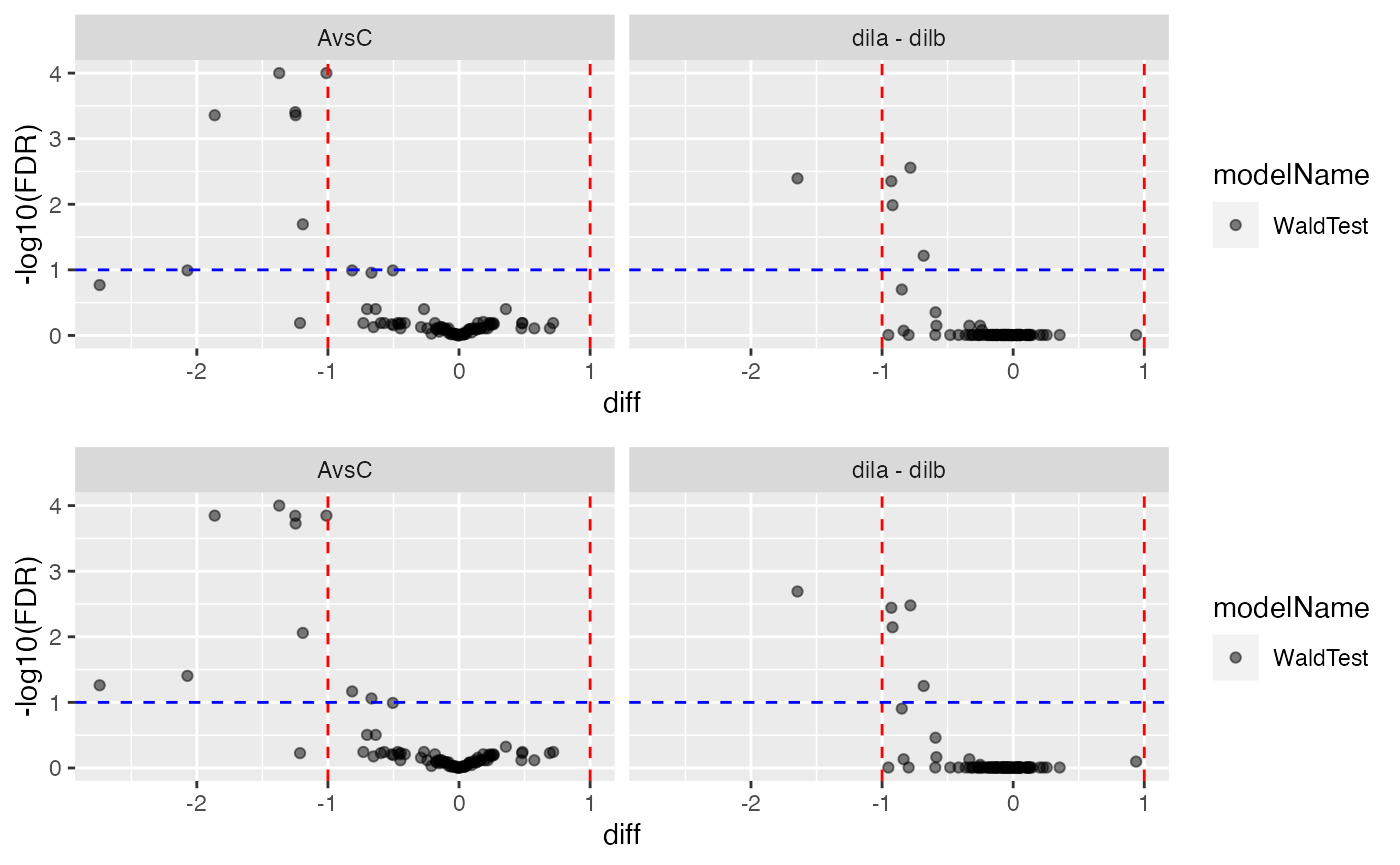 AvsC dila - dilb
4
3
2
1
0
-log10(FDR)
-2 -1 0 1 -2 -1 0 1
diff
modelName
WaldTest
AvsC dila - dilb
4
3
2
1
0
-log10(FDR)
-2 -1 0 1 -2 -1 0 1
diff
modelName
WaldTest